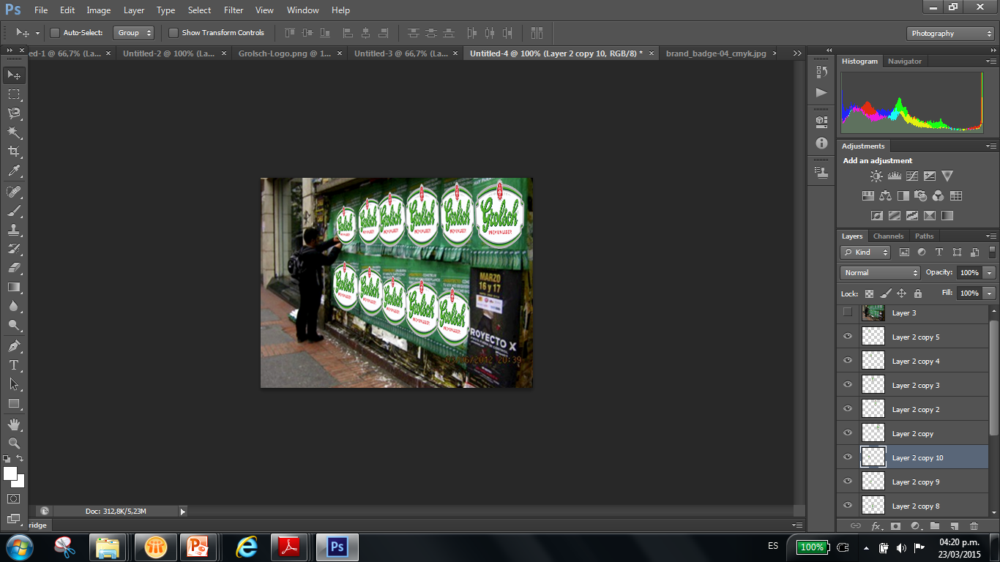 Ps File Edit Image Layer Type Select Filter View Window Help
Auto-Select: Group Show Transform Controls Photography
ed-1 @ 66,7% (La... × Untitled-2 @ 100% (La... × Grolsch-Logo.png @ 1... × Untitled-3 @ 66,7% (La... × Untitled-4 @ 100% (Layer 2 copy 10, RGB/8) * × brand_badge-04_cmyk.jpg
Histogram Navigator
Adjustments
Add an adjustment
Layers Channels Paths
Kind
Normal Opacity: 100%
Lock: Fill: 100%
Layer 3
Layer 2 copy 5
Layer 2 copy 4
Layer 2 copy 3
Layer 2 copy 2
Layer 2 copy
Layer 2 copy 10
Layer 2 copy 9
Layer 2 copy 8
Grolsch Grolsch Grolsch Grolsch Grolsch Grolsch
PREMIUM LAGER
Grolsch Grolsch Grolsch Grolsch Grolsch
MARZO
16 y 17
ROYECTO X
03/06/2012 20:39
Doc: 312,8K/5,23M
ridge
Ps
ES 100% 04:20 p.m.
23/03/2015